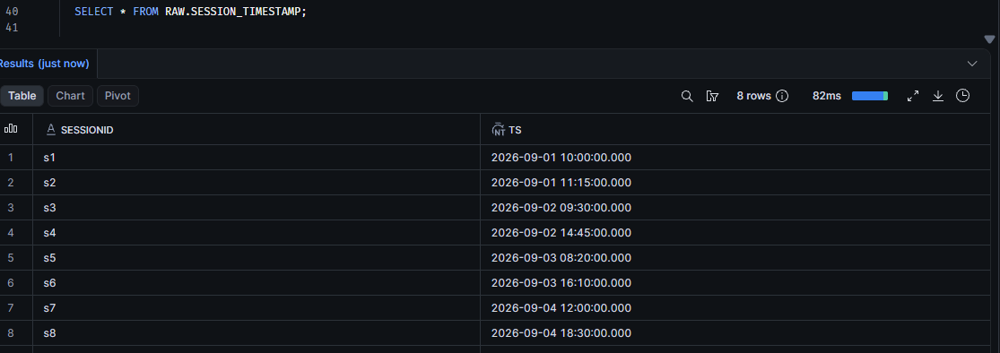 40 SELECT * FROM RAW.SESSION_TIMESTAMP;
41
Results (just now)
Table Chart Pivot 8 rows 82ms
A SESSIONID NT TS
1 s1 2026-09-01 10:00:00.000
2 s2 2026-09-01 11:15:00.000
3 s3 2026-09-02 09:30:00.000
4 s4 2026-09-02 14:45:00.000
5 s5 2026-09-03 08:20:00.000
6 s6 2026-09-03 16:10:00.000
7 s7 2026-09-04 12:00:00.000
8 s8 2026-09-04 18:30:00.000